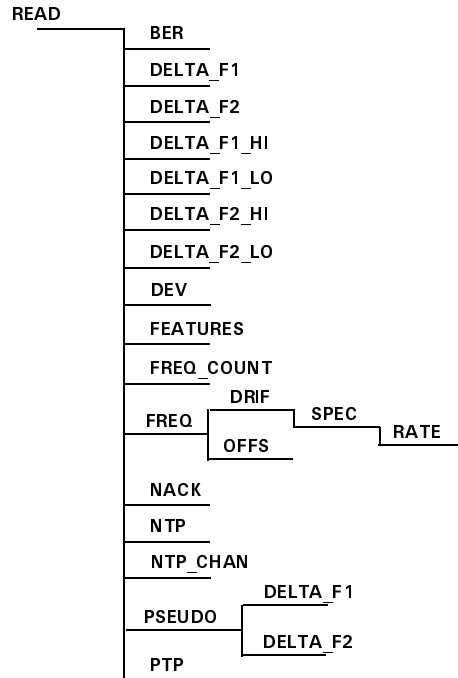 READ
BER
DELTA_F1
DELTA_F2
DELTA_F1_HI
DELTA_F1_LO
DELTA_F2_HI
DELTA_F2_LO
DEV
FEATURES
FREQ_COUNT
DRIF
SPEC
FREQ
RATE
OFFS
NACK
NTP
NTP_CHAN
DELTA_F1
PSEUDO
DELTA_F2
PTP